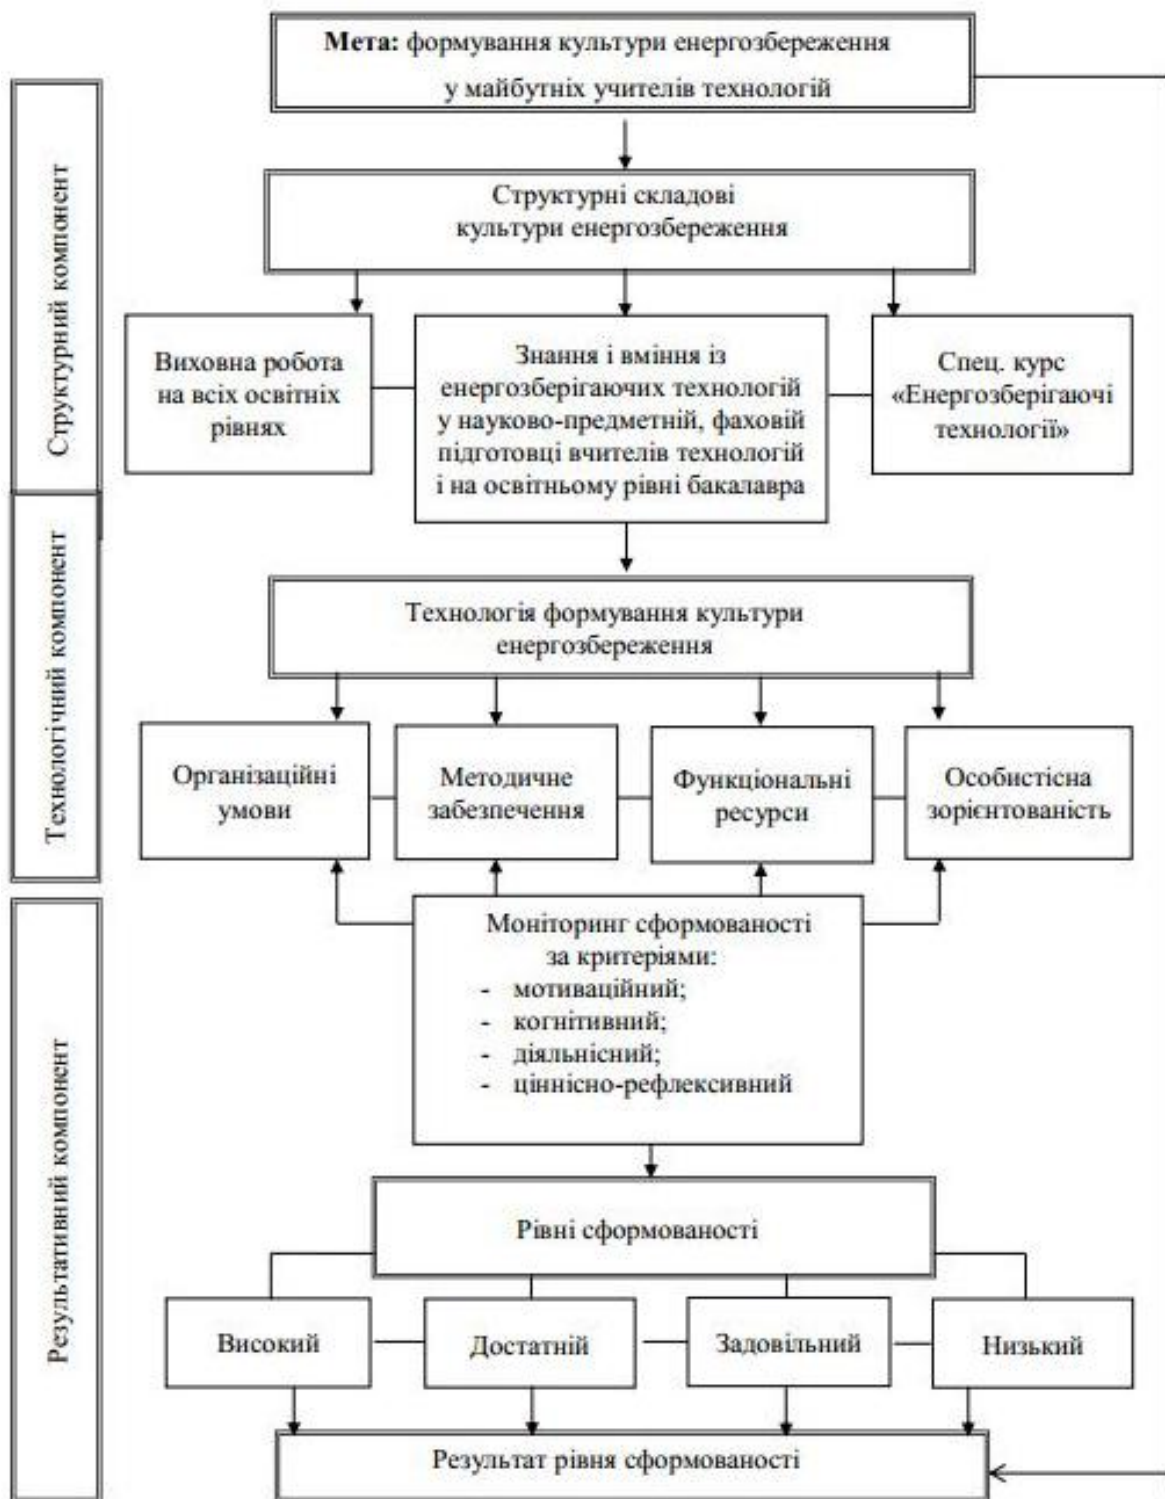 Мета: формування культури енергозбереження
у майбутніх учителів технологій
Структурний компонент
Структурні складові
культури енергозбереження
Виховна робота
на всіх освітніх
рівнях
Знання і вміння із
енергозберігаючих технологій
у науково-предметній, фаховій
підготовці вчителів технологій
і на освітньому рівні бакалавра
Спец. курс
«Енергозберігаючі
технології»
Технологічний компонент
Технологія формування культури
енергозбереження
Організаційні
умови
Методичне
забезпечення
Функціональні
ресурси
Особистісна
зорієнтованість
Результативний компонент
Моніторинг сформованості
за критеріями:
- мотиваційний;
- когнітивний;
- діяльнісний;
- ціннісно-рефлексивний
Рівні сформованості
Високий
Достатній
Задовільний
Низький
Результат рівня сформованості